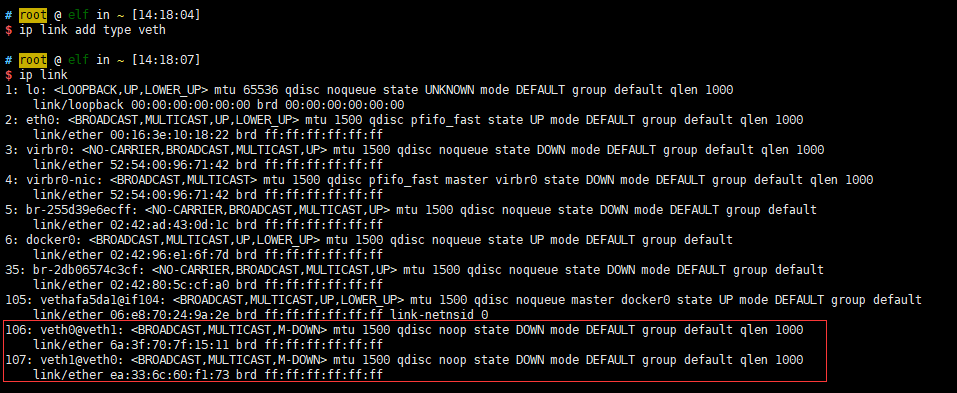 # root @ elf in ~ [14:18:04]
$ ip link add type veth
# root @ elf in ~ [14:18:07]
$ ip link
1: lo: <LOOPBACK,UP,LOWER_UP> mtu 65536 qdisc noqueue state UNKNOWN mode DEFAULT group default qlen 1000
link/loopback 00:00:00:00:00:00 brd 00:00:00:00:00:00
2: eth0: <BROADCAST,MULTICAST,UP,LOWER_UP> mtu 1500 qdisc pfifo_fast state UP mode DEFAULT group default qlen 1000
link/ether 00:16:3e:10:18:22 brd ff:ff:ff:ff:ff:ff
3: virbr0: <NO-CARRIER,BROADCAST,MULTICAST,UP> mtu 1500 qdisc noqueue state DOWN mode DEFAULT group default qlen 1000
link/ether 52:54:00:96:71:42 brd ff:ff:ff:ff:ff:ff
4: virbr0-nic: <BROADCAST,MULTICAST> mtu 1500 qdisc pfifo_fast master virbr0 state DOWN mode DEFAULT group default qlen 1000
link/ether 52:54:00:96:71:42 brd ff:ff:ff:ff:ff:ff
5: br-255d39e6ecff: <NO-CARRIER,BROADCAST,MULTICAST,UP> mtu 1500 qdisc noqueue state DOWN mode DEFAULT group default
link/ether 02:42:ad:43:0d:1c brd ff:ff:ff:ff:ff:ff
6: docker0: <BROADCAST,MULTICAST,UP,LOWER_UP> mtu 1500 qdisc noqueue state UP mode DEFAULT group default
link/ether 02:42:96:e1:6f:7d brd ff:ff:ff:ff:ff:ff
35: br-2db06574c3cf: <NO-CARRIER,BROADCAST,MULTICAST,UP> mtu 1500 qdisc noqueue state DOWN mode DEFAULT group default
link/ether 02:42:80:5c:cf:a0 brd ff:ff:ff:ff:ff:ff
105: vethafa5da1@if104: <BROADCAST,MULTICAST,UP,LOWER_UP> mtu 1500 qdisc noqueue master docker0 state UP mode DEFAULT group default
link/ether 06:e8:70:24:9a:2e brd ff:ff:ff:ff:ff:ff link-netnsid 0
106: veth0@veth1: <BROADCAST,MULTICAST,M-DOWN> mtu 1500 qdisc noop state DOWN mode DEFAULT group default qlen 1000
link/ether 6a:3f:70:7f:15:11 brd ff:ff:ff:ff:ff:ff
107: veth1@veth0: <BROADCAST,MULTICAST,M-DOWN> mtu 1500 qdisc noop state DOWN mode DEFAULT group default qlen 1000
link/ether ea:33:6c:60:f1:73 brd ff:ff:ff:ff:ff:ff